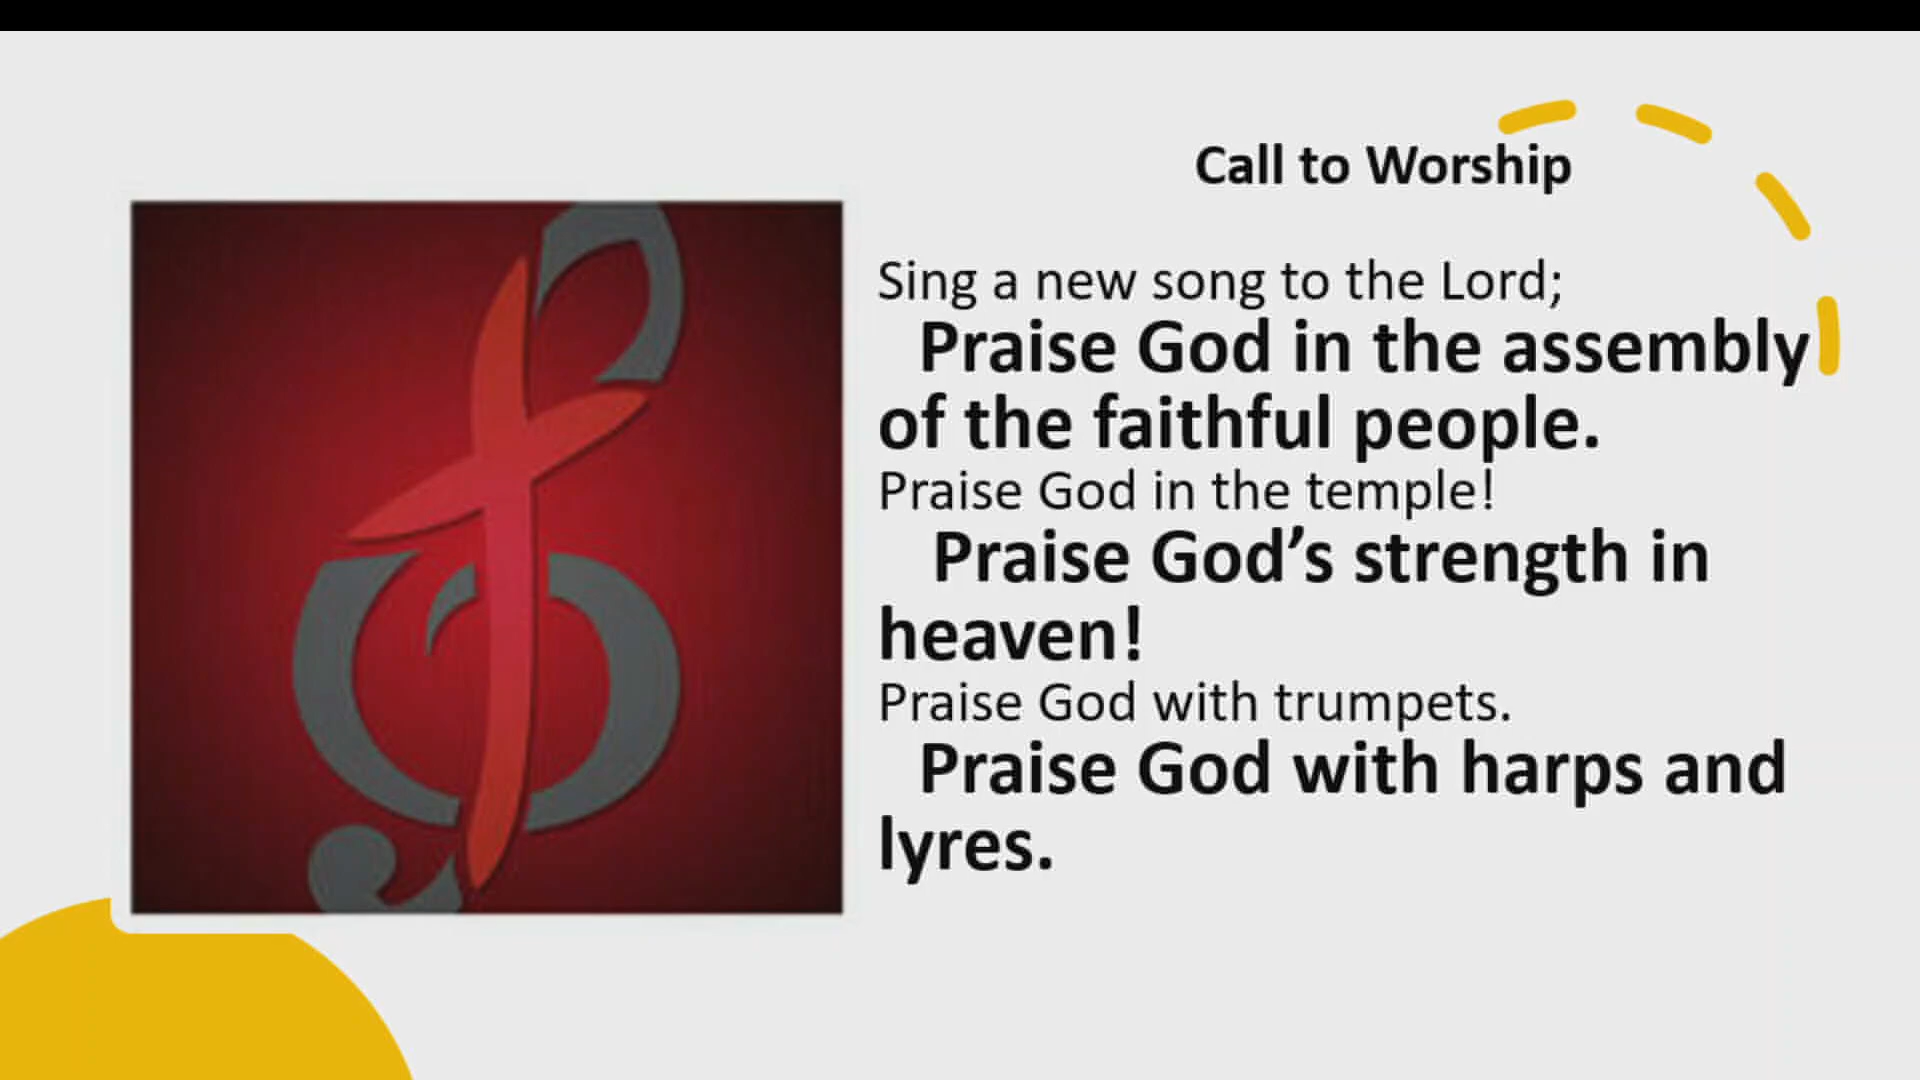 Call to Worship
Sing a new song to the Lord;
Praise God in the assembly
of the faithful people.
Praise God in the temple!
Praise God’s strength in
heaven!
Praise God with trumpets.
Praise God with harps and
lyres.